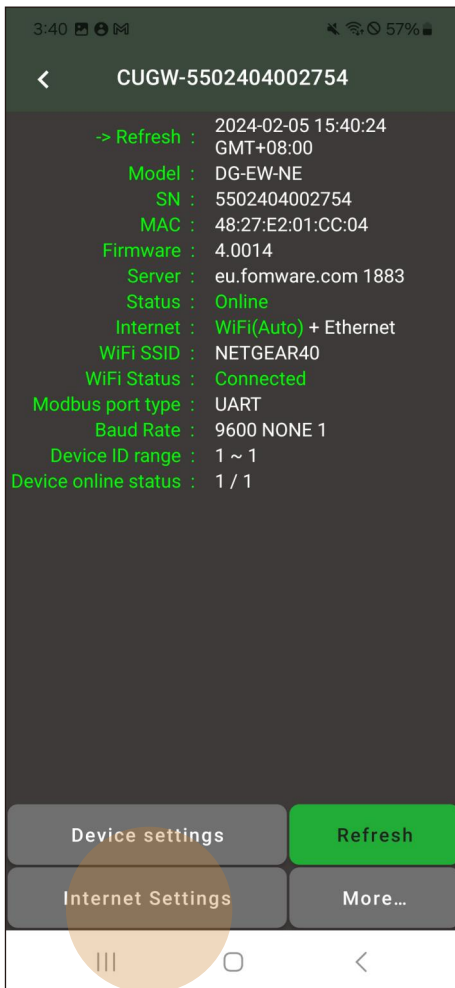 3:40 57%
CUGW-5502404002754
-> Refresh : 2024-02-05 15:40:24
GMT+08:00
Model : DG-EW-NE
SN : 5502404002754
MAC : 48:27:E2:01:CC:04
Firmware : 4.0014
Server : eu.fomware.com 1883
Status : Online
Internet : WiFi(Auto) + Ethernet
WiFi SSID : NETGEAR40
WiFi Status : Connected
Modbus port type : UART
Baud Rate : 9600 NONE 1
Device ID range : 1 ~ 1
Device online status : 1 / 1
Device settings Refresh
Internet Settings More...